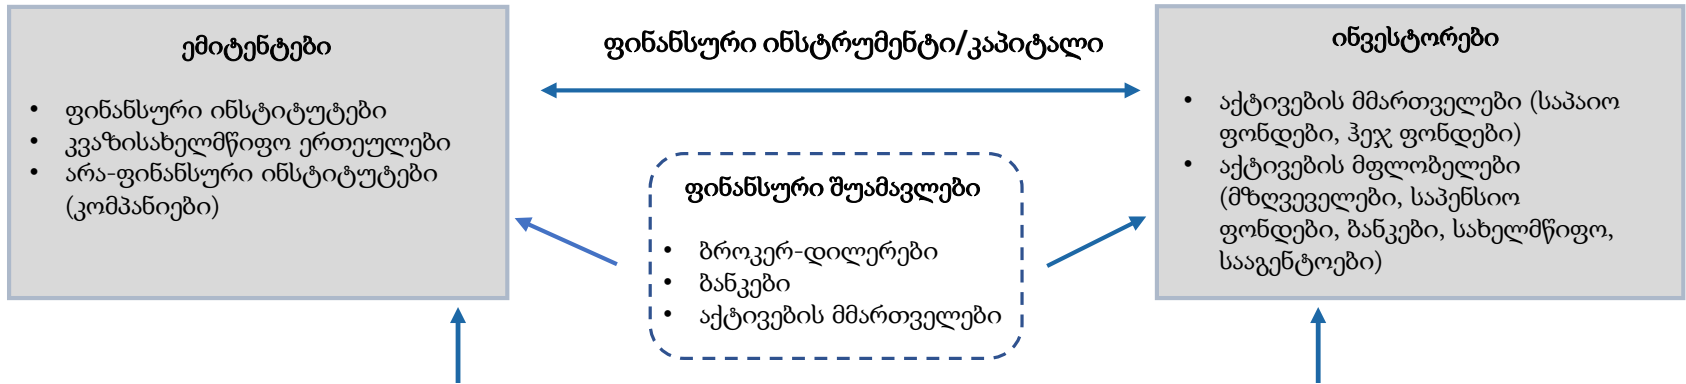 ემიტენტები
• ფინანსური ინსტიტუტები
• კვაზისახელმწიფო ერთეულები
• არა-ფინანსური ინსტიტუტები
(კომპანიები)
ფინანსური ინსტრუმენტი/კაპიტალი
ფინანსური შუამავლები
• ბროკერ-დილერები
• ბანკები
• აქტივების მმართველები
ინვესტორები
• აქტივების მმართველები (საპაიო
ფონდები, ჰეჯ ფონდები)
• აქტივების მფლობელები
(მზღვეველები, საპენსიო
ფონდები, ბანკები, სახელმწიფო,
სააგენტოები)